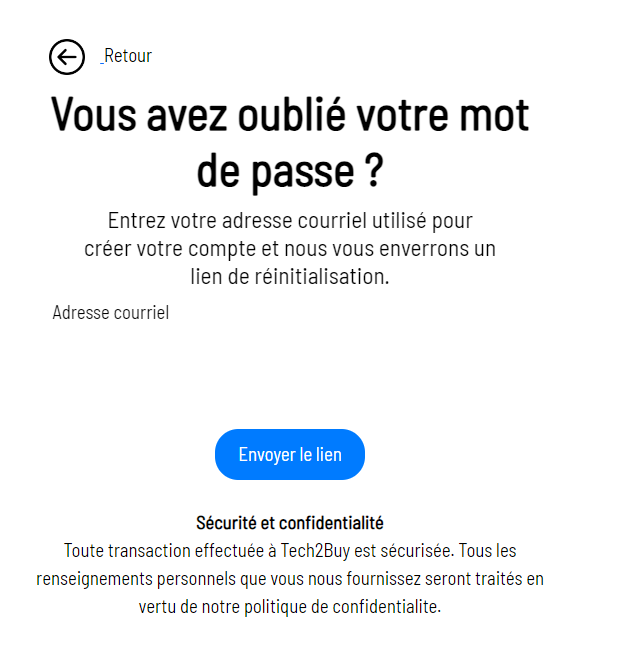 Retour
Vous avez oublié votre mot
de passe ?
Entrez votre adresse courriel utilisé pour
créer votre compte et nous vous enverrons un
lien de réinitialisation.
Adresse courriel
Envoyer le lien
Sécurité et confidentialité
Toute transaction effectuée à Tech2Buy est sécurisée. Tous les
renseignements personnels que vous nous fournissez seront traités en
vertu de notre politique de confidentialite.